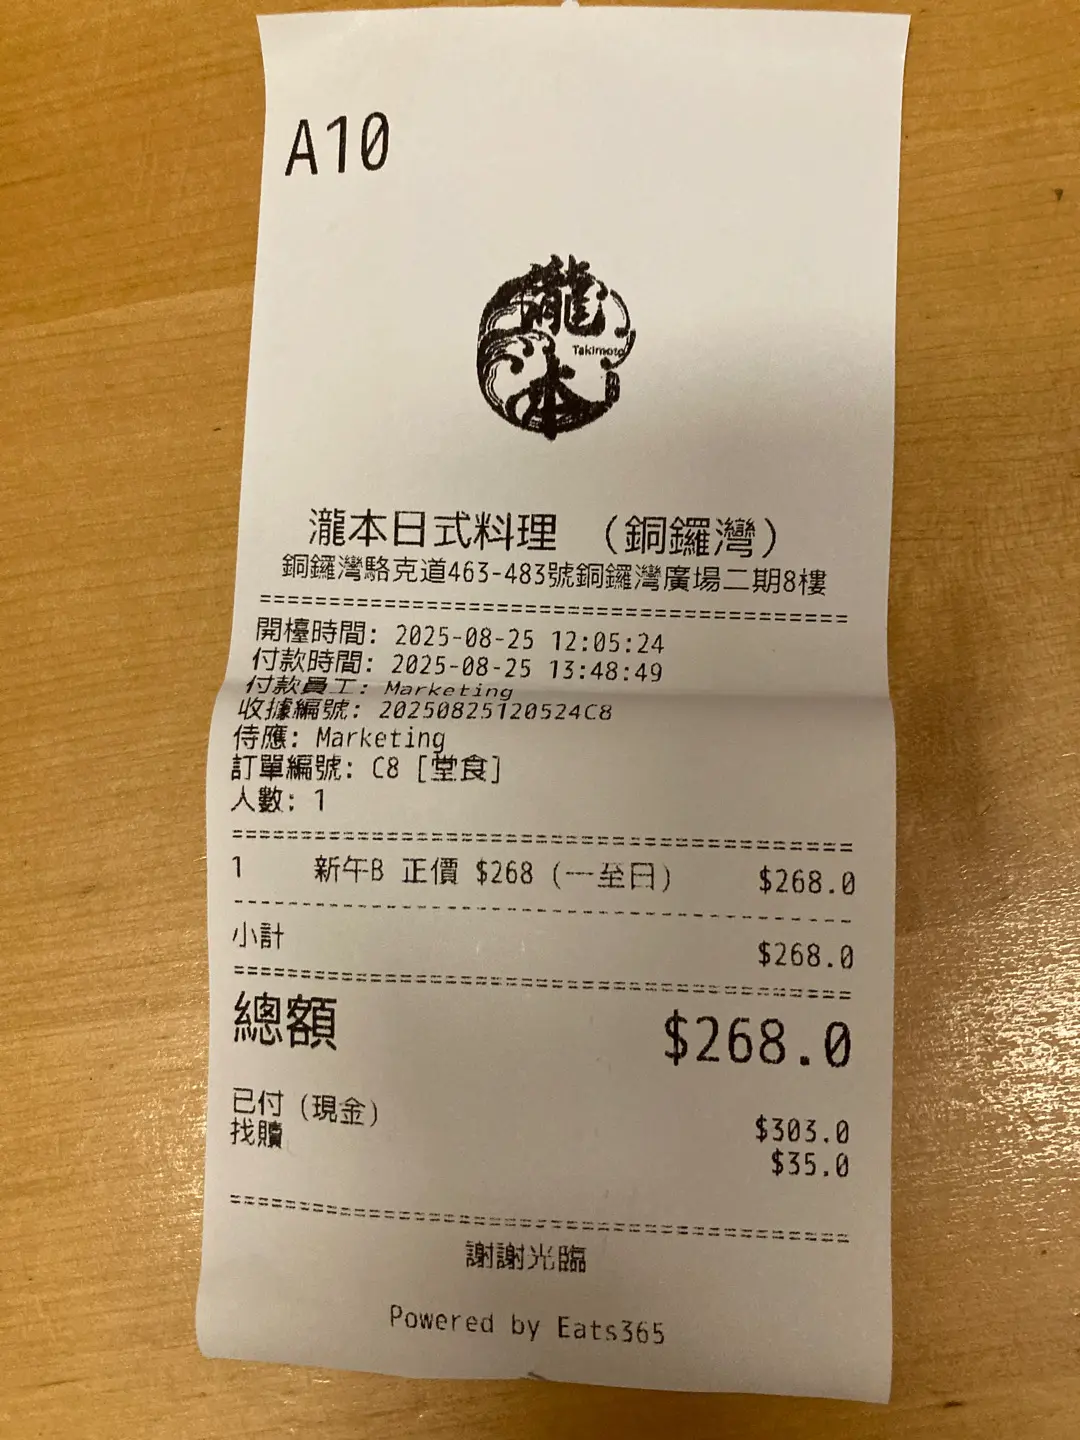 A10
瀧
Takimoto
本
瀧本日式料理 (銅鑼灣)
銅鑼灣駱克道463-483號銅鑼灣廣場二期8樓
開檯時間: 2025-08-25 12:05:24
付款時間: 2025-08-25 13:48:49
付款員工: Marketing
收據編號: 20250825120524C8
侍應: Marketing
訂單編號: C8 [堂食]
人數: 1
1 新午B 正價 $268 (一至日) $268.0
小計 $268.0
總額 $268.0
已付 (現金) $303.0
找贖 $35.0
謝謝光臨
Powered by Eats365